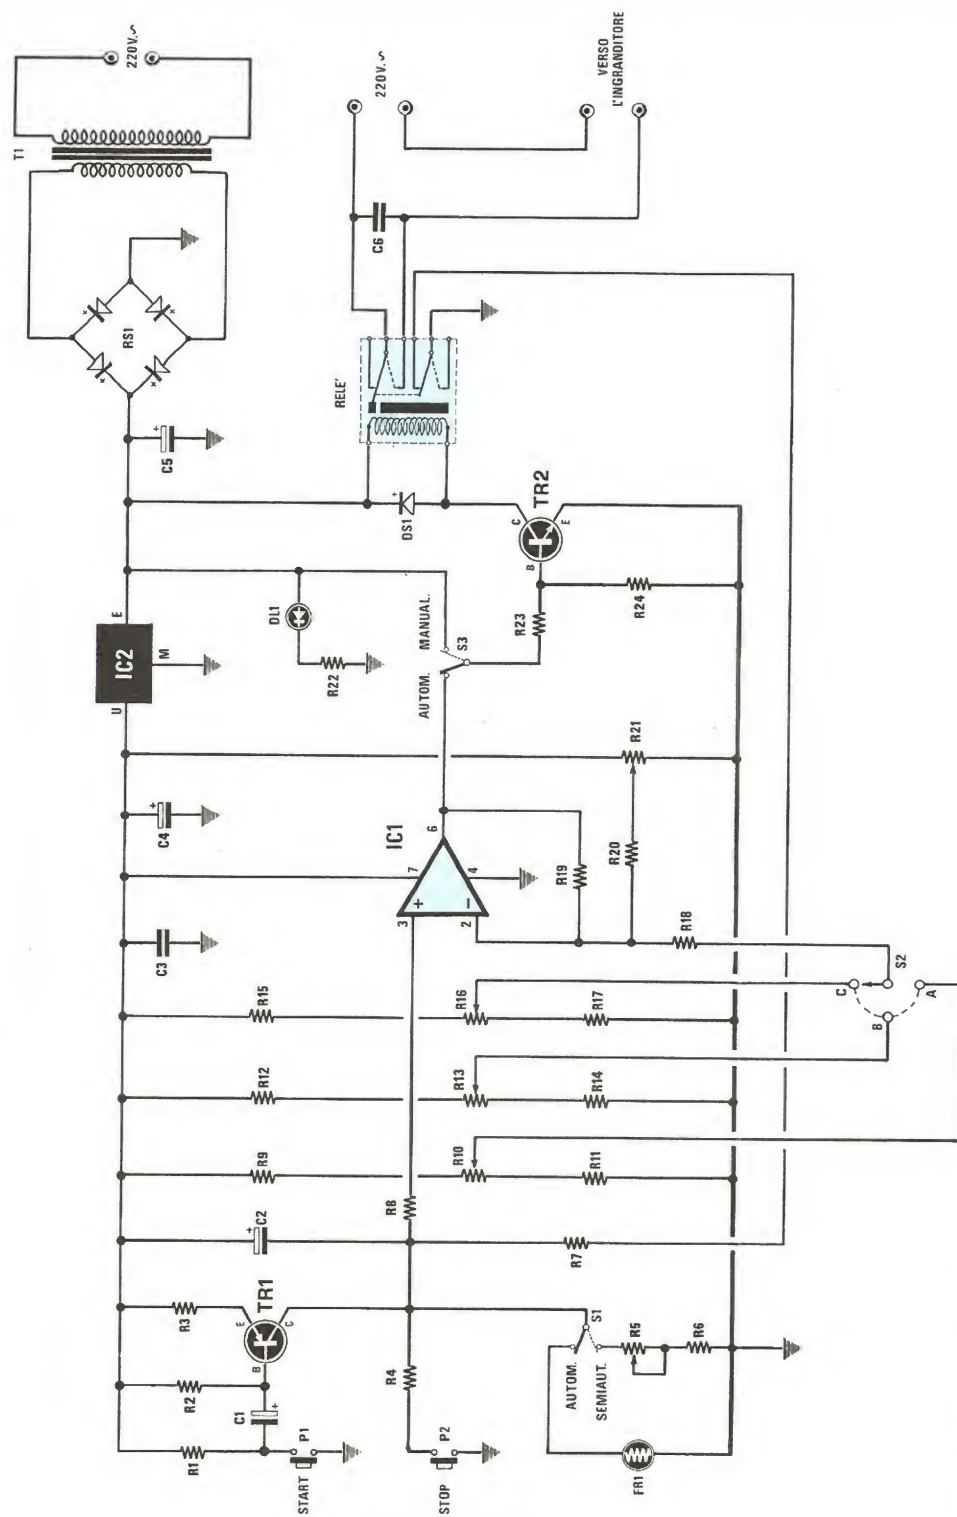 T1
220V.~
RS1
C5
220V.~
VERSO
L'INGRANDITORE
C6
RELE'
DS1
TR2
C
B
E
R23
R24
IC2
U
E
M
DL1
R22
AUTOM.
MANUAL.
S3
C4
C3
IC1
3
+
7
6
2
−
4
R19
R20
R21
R18
S2
C
B
A
R15
R16
R17
R12
R13
R14
R9
R10
R11
R8
C2
R7
TR1
E
B
C
R3
R2
R1
C1
P1
START
R4
P2
STOP
AUTOM.
SEMIAUT.
S1
R5
R6
FR1